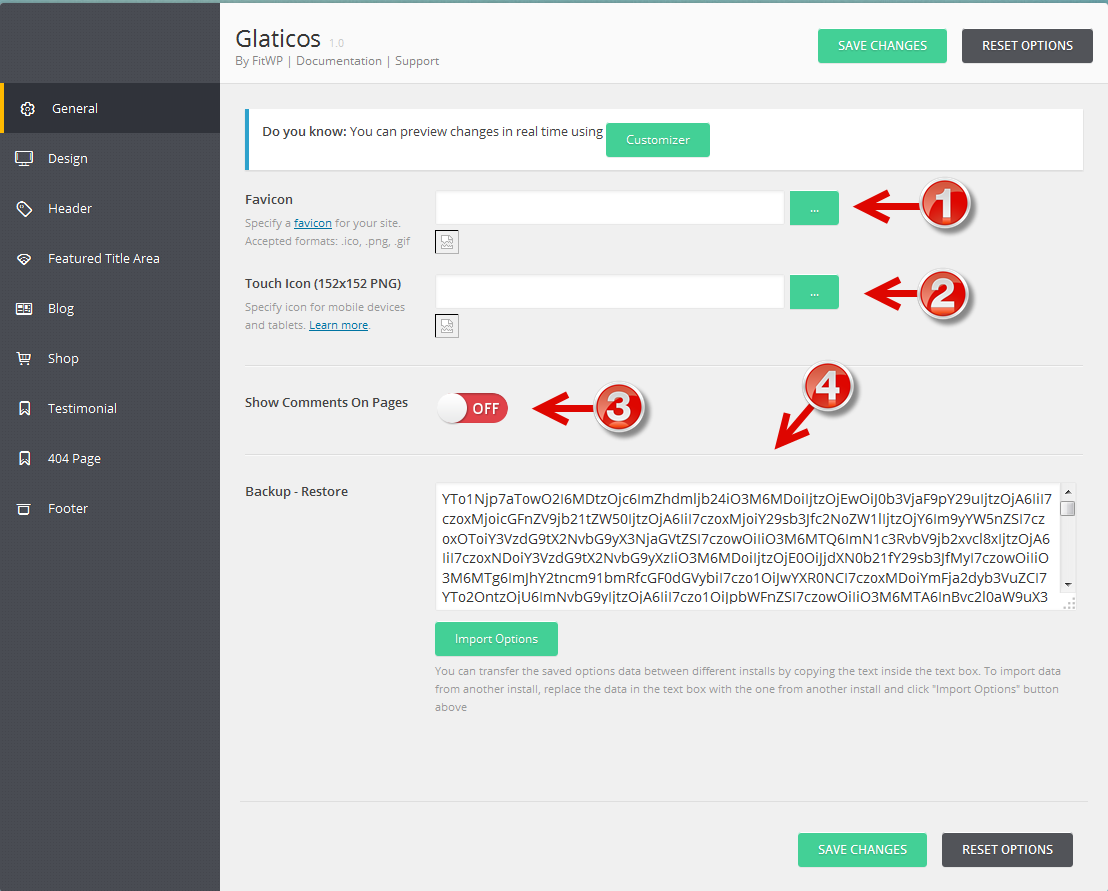 Glaticos 1.0
By FitWP | Documentation | Support
SAVE CHANGES
RESET OPTIONS
General
Design
Header
Featured Title Area
Blog
Shop
Testimonial
404 Page
Footer
Do you know: You can preview changes in real time using Customizer
Favicon
Specify a favicon for your site.
Accepted formats: .ico, .png, .gif
...
1
Touch Icon (152x152 PNG)
Specify icon for mobile devices
and tablets. Learn more.
...
2
Show Comments On Pages
OFF
3
4
Backup - Restore
Import Options
You can transfer the saved options data between different installs by copying the text inside the text box. To import data
from another install, replace the data in the text box with the one from another install and click "Import Options" button
above
SAVE CHANGES
RESET OPTIONS